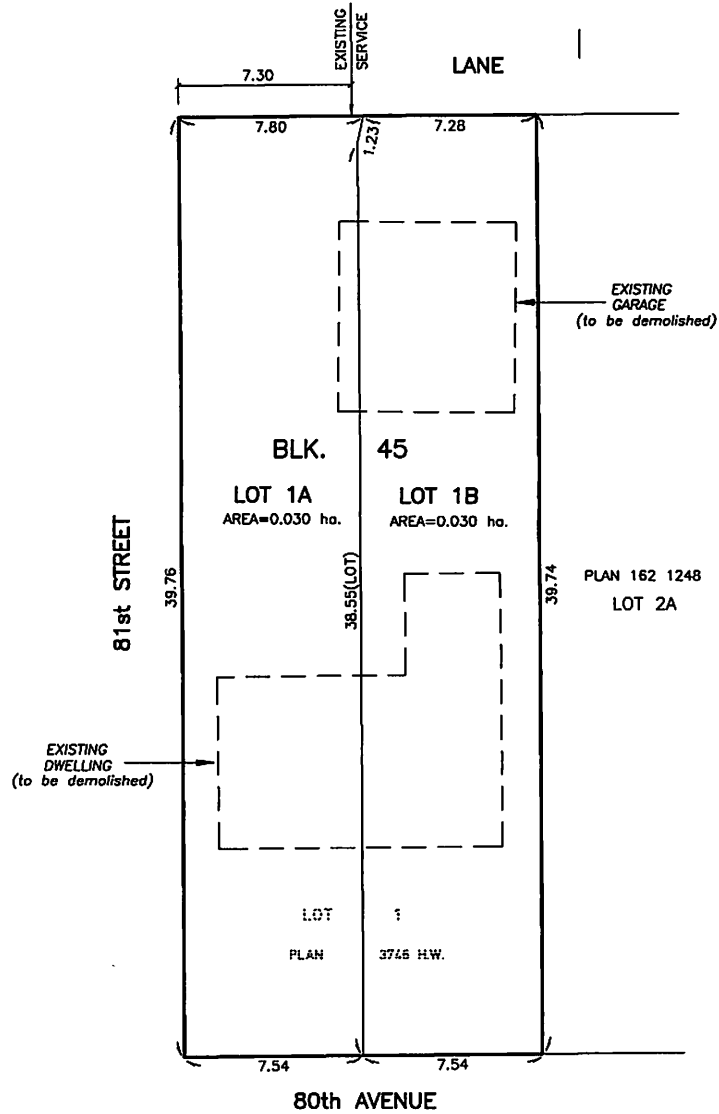 EXISTING
SERVICE
LANE
7.30
7.80
1.23
7.28
EXISTING
GARAGE
(to be demolished)
BLK. 45
LOT 1A
AREA=0.030 ha.
LOT 1B
AREA=0.030 ha.
81st STREET
39.76
38.55(LOT)
39.74
PLAN 162 1248
LOT 2A
EXISTING
DWELLING
(to be demolished)
LOT 1
PLAN 3746 H.W.
7.54
7.54
80th AVENUE